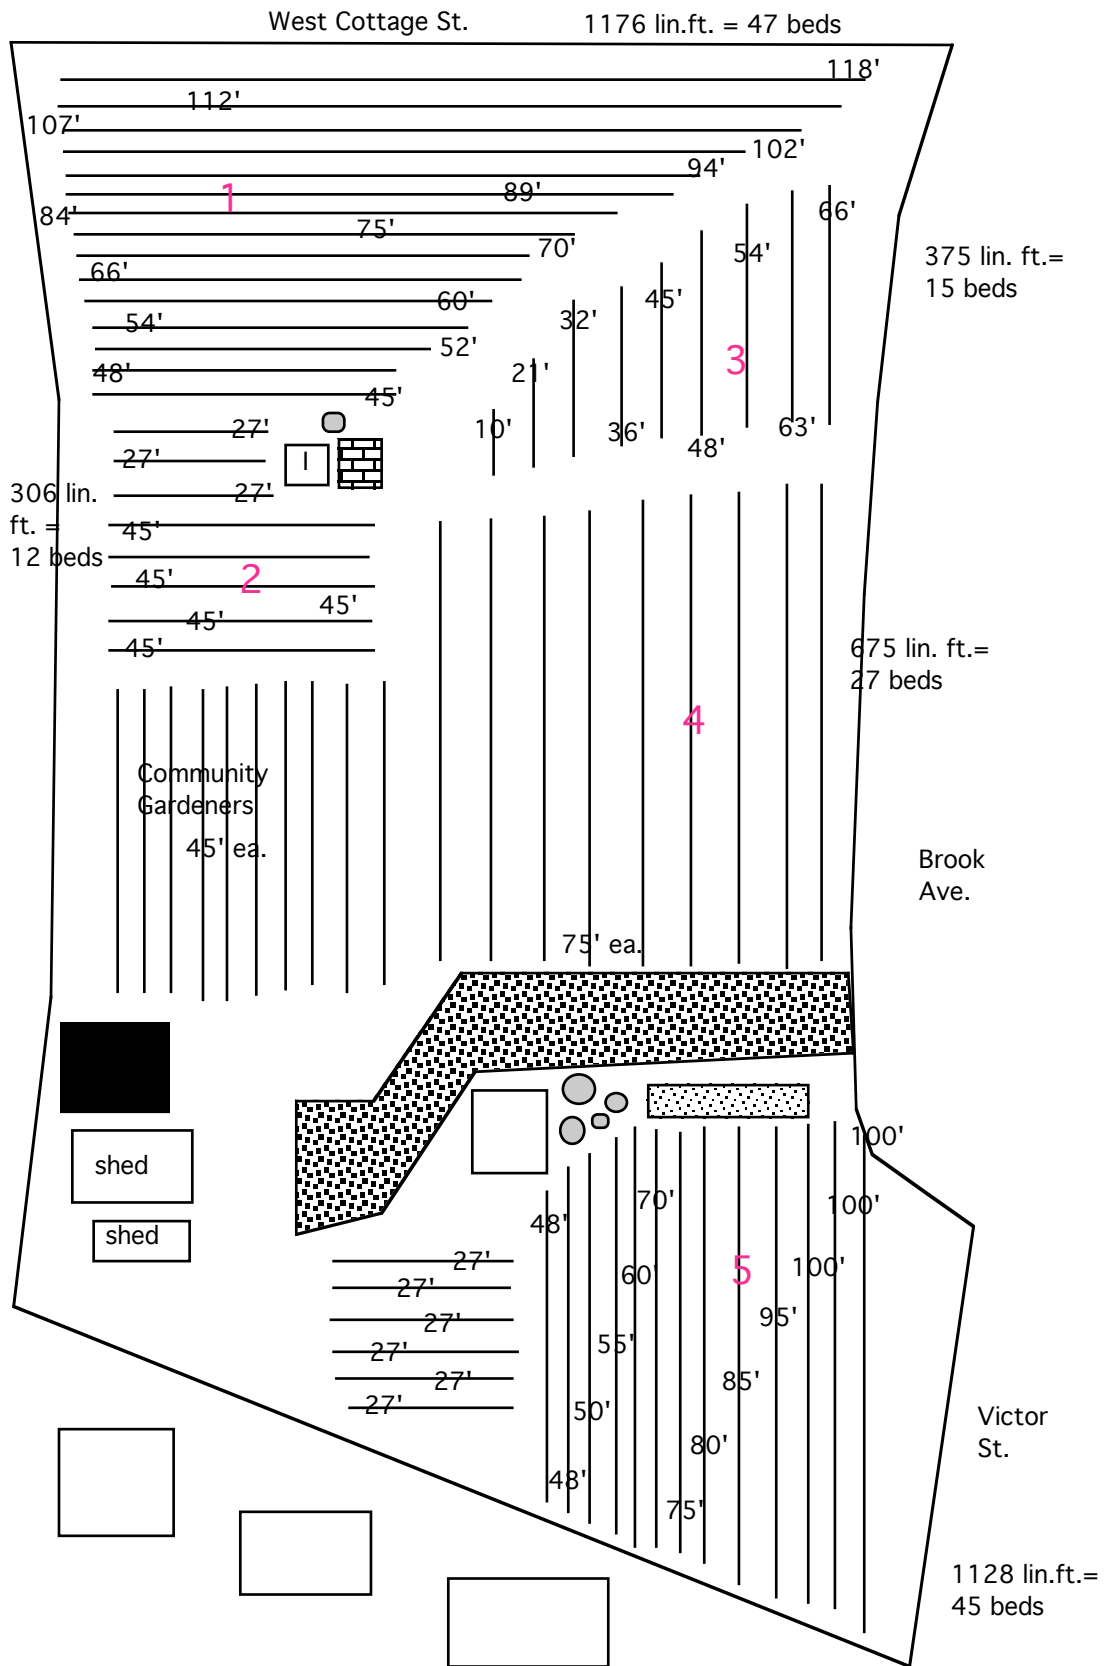 West Cottage St.
1176 lin.ft. = 47 beds
118'
112'
107'
102'
94'
89'
1
84'
75'
70'
66'
60'
54'
52'
48'
45'
66'
54'
45'
32'
3
21'
10'
36'
48'
63'
375 lin. ft.=
15 beds
27'
27'
27'
306 lin.
ft. =
12 beds
45'
45'
2
45'
45'
45'
I
675 lin. ft.=
27 beds
4
Community
Gardeners
45' ea.
75' ea.
Brook
Ave.
shed
shed
100'
100'
70'
48'
27'
27'
27'
27'
27'
27'
60'
5
100'
95'
55'
85'
50'
80'
48'
75'
Victor
St.
1128 lin.ft.=
45 beds